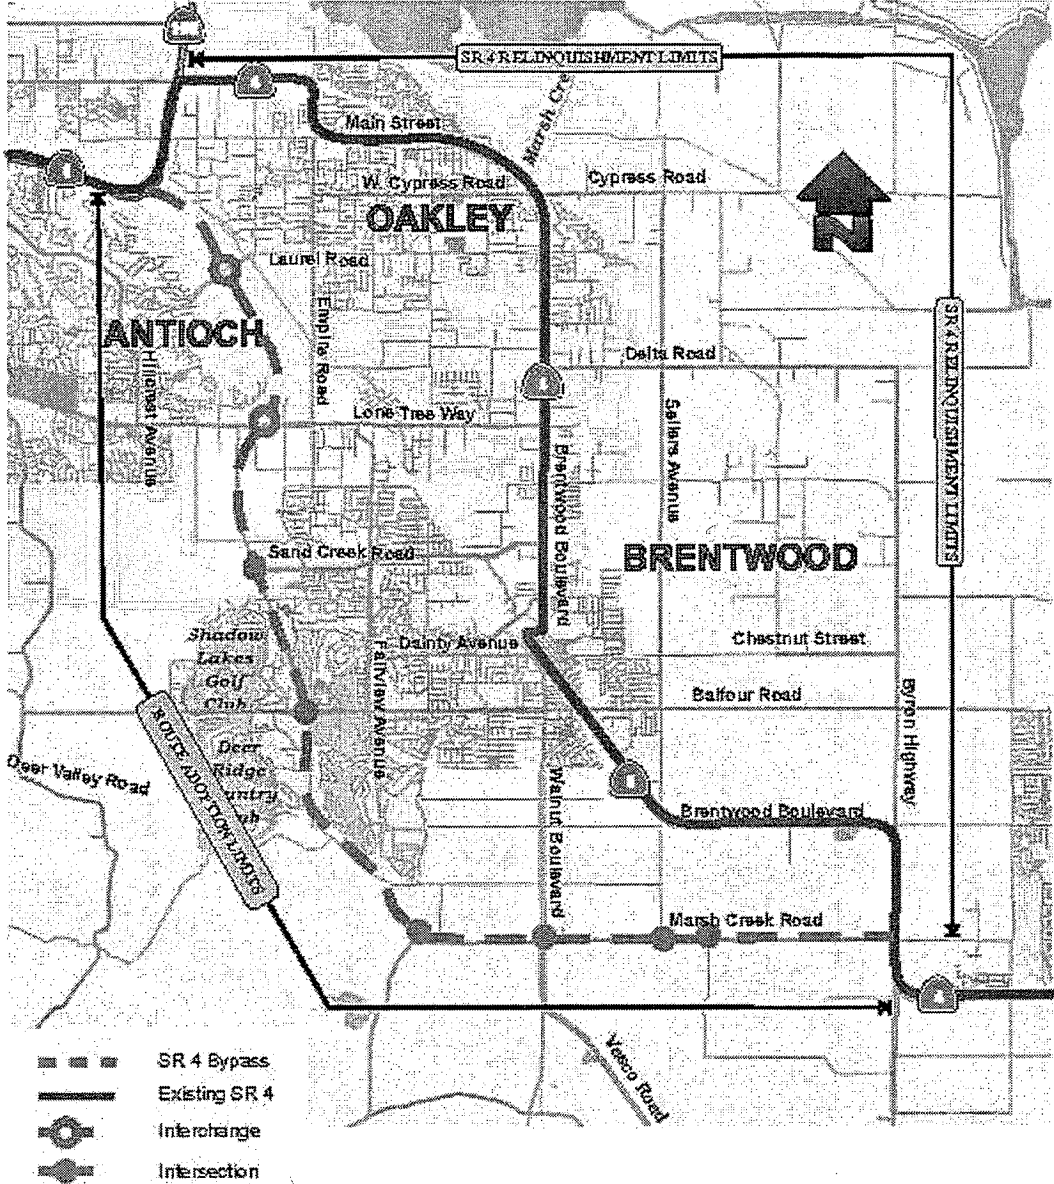 SR 4 RELINQUISHMENT LIMITS
Main Street
Marsh Cre
W. Cypress Road
Cypress Road
OAKLEY
N
Laurel Road
ANTIOCH
Empire Road
Hillcrest Avenue
SR 4 RELINQUISHMENT LIMITS
Delta Road
Lone Tree Way
Sellers Avenue
Brentwood Boulevard
Sand Creek Road
BRENTWOOD
Shadow
Lakes
Golf
Club
Dainty Avenue
Chestnut Street
Fairview Avenue
Balfour Road
Byron Highway
ROUTE ADOPTION LIMITS
Deer Valley Road
Deer
Ridge
untry
ub
Walnut Boulevard
Brentwood Boulevard
Marsh Creek Road
Vasco Road
SR 4 Bypass
Existing SR 4
Interchange
Intersection